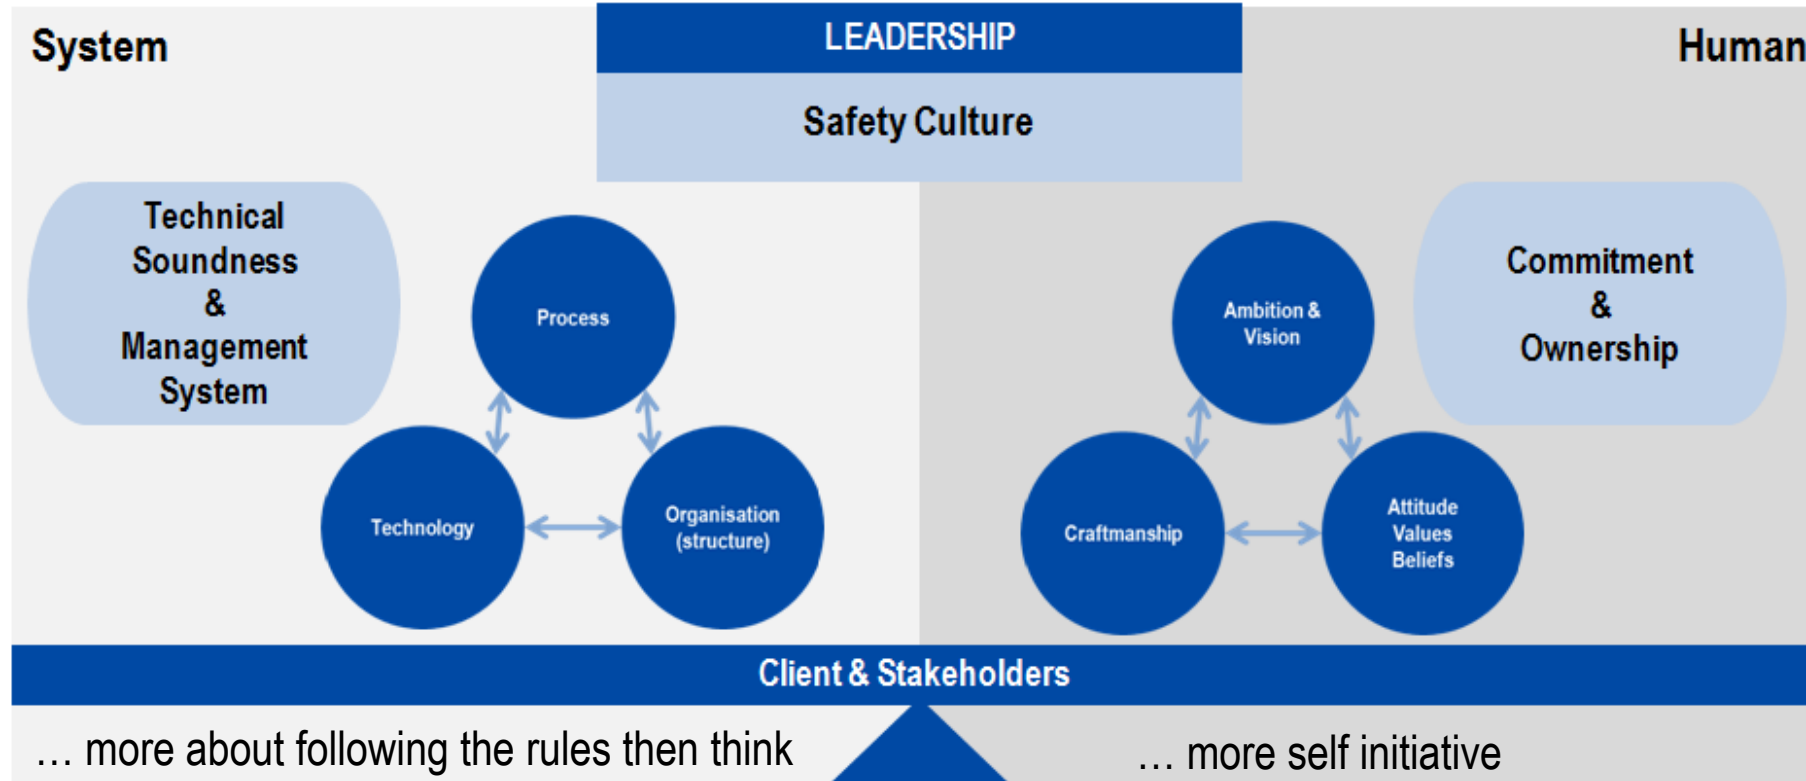 System
LEADERSHIP
Human
Safety Culture
Technical
Soundness
&
Management
System
Process
Technology
Organisation
(structure)
Ambition &
Vision
Craftmanship
Attitude
Values
Beliefs
Commitment
&
Ownership
Client & Stakeholders
… more about following the rules then think
… more self initiative